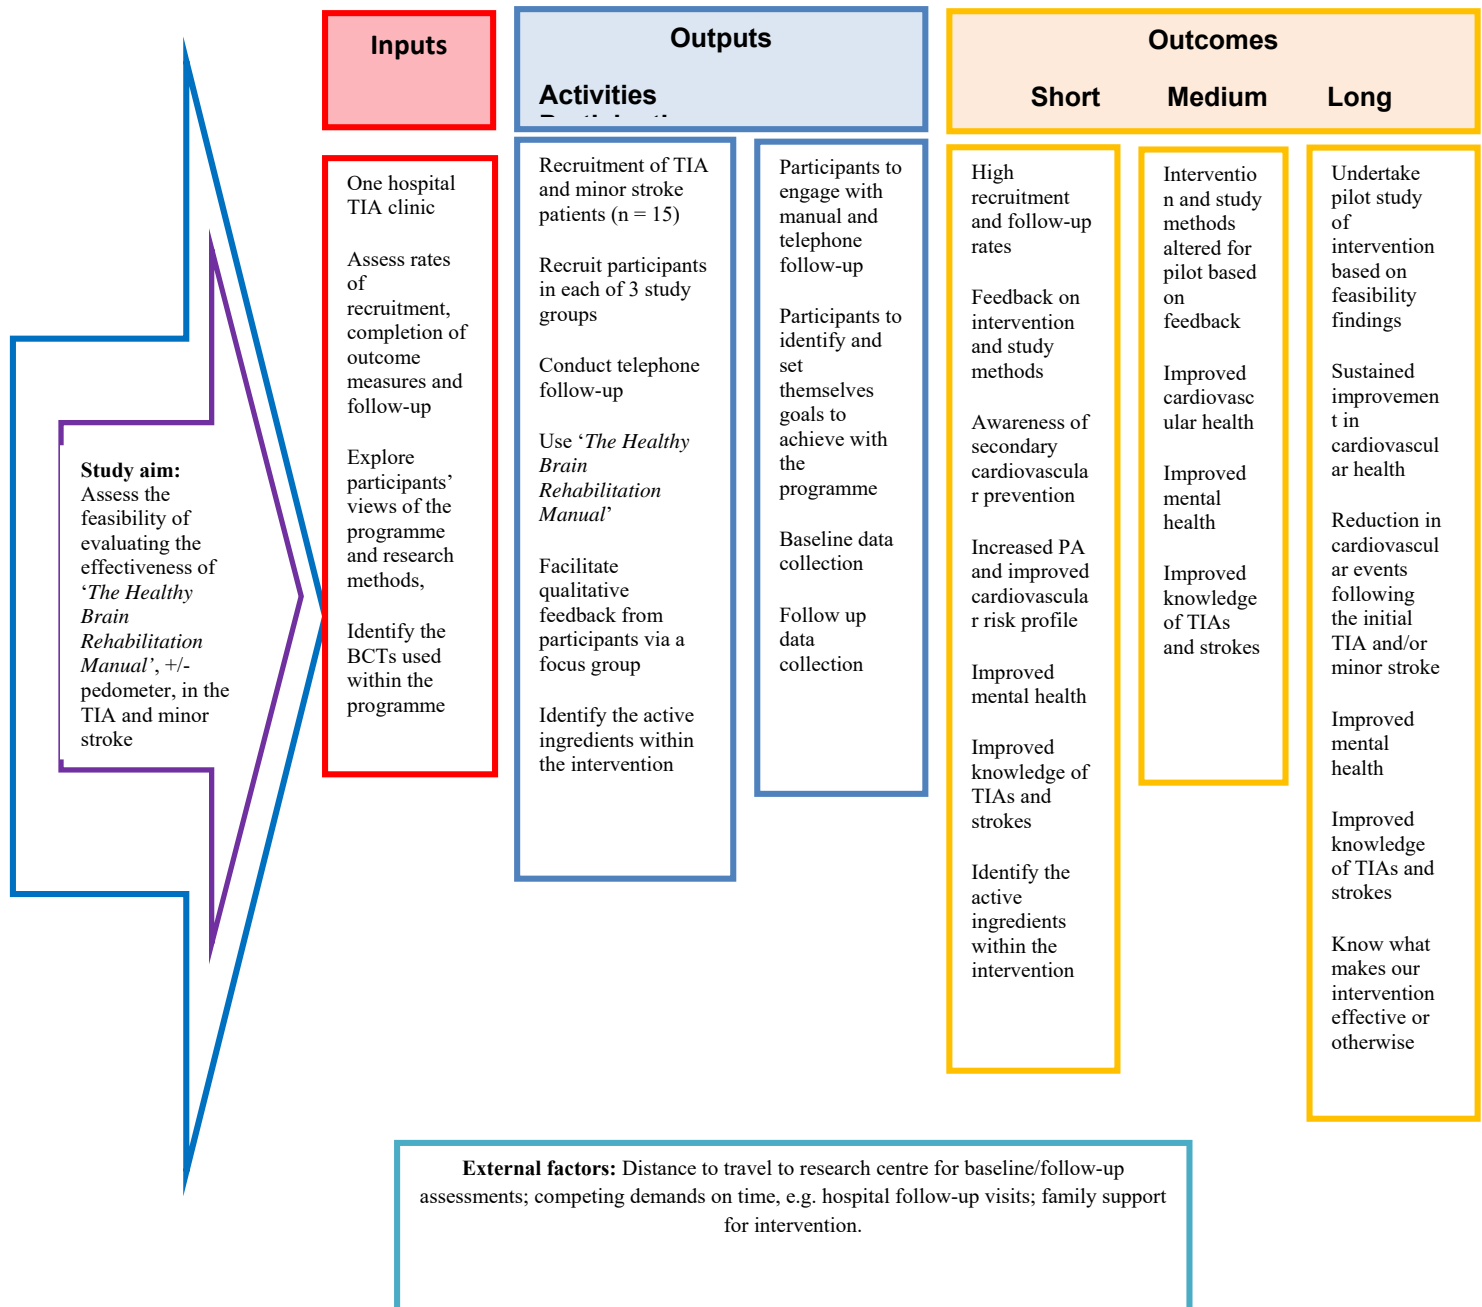 Inputs
Outputs
Activities
Outcomes
Short
Medium
Long
Study aim:
Assess the
feasibility of
evaluating the
effectiveness of
‘The Healthy
Brain
Rehabilitation
Manual’, +/-
pedometer, in the
TIA and minor
stroke
One hospital
TIA clinic
Assess rates
of
recruitment,
completion of
outcome
measures and
follow-up
Explore
participants’
views of the
programme
and research
methods,
Identify the
BCTs used
within the
programme
Recruitment of TIA
and minor stroke
patients (n = 15)
Recruit participants
in each of 3 study
groups
Conduct telephone
follow-up
Use ‘The Healthy
Brain
Rehabilitation
Manual’
Facilitate
qualitative
feedback from
participants via a
focus group
Identify the active
ingredients within
the intervention
Participants to
engage with
manual and
telephone
follow-up
Participants to
identify and
set
themselves
goals to
achieve with
the
programme
Baseline data
collection
Follow up
data
collection
High
recruitment
and follow-up
rates
Feedback on
intervention
and study
methods
Awareness of
secondary
cardiovascula
r prevention
Increased PA
and improved
cardiovascula
r risk profile
Improved
mental health
Improved
knowledge of
TIAs and
strokes
Identify the
active
ingredients
within the
intervention
Interventio
n and study
methods
altered for
pilot based
on
feedback
Improved
cardiovasc
ular health
Improved
mental
health
Improved
knowledge
of TIAs
and strokes
Undertake
pilot study
of
intervention
based on
feasibility
findings
Sustained
improvemen
t in
cardiovascul
ar health
Reduction in
cardiovascul
ar events
following
the initial
TIA and/or
minor stroke
Improved
mental
health
Improved
knowledge
of TIAs and
strokes
Know what
makes our
intervention
effective or
otherwise
External factors: Distance to travel to research centre for baseline/follow-up
assessments; competing demands on time, e.g. hospital follow-up visits; family support
for intervention.